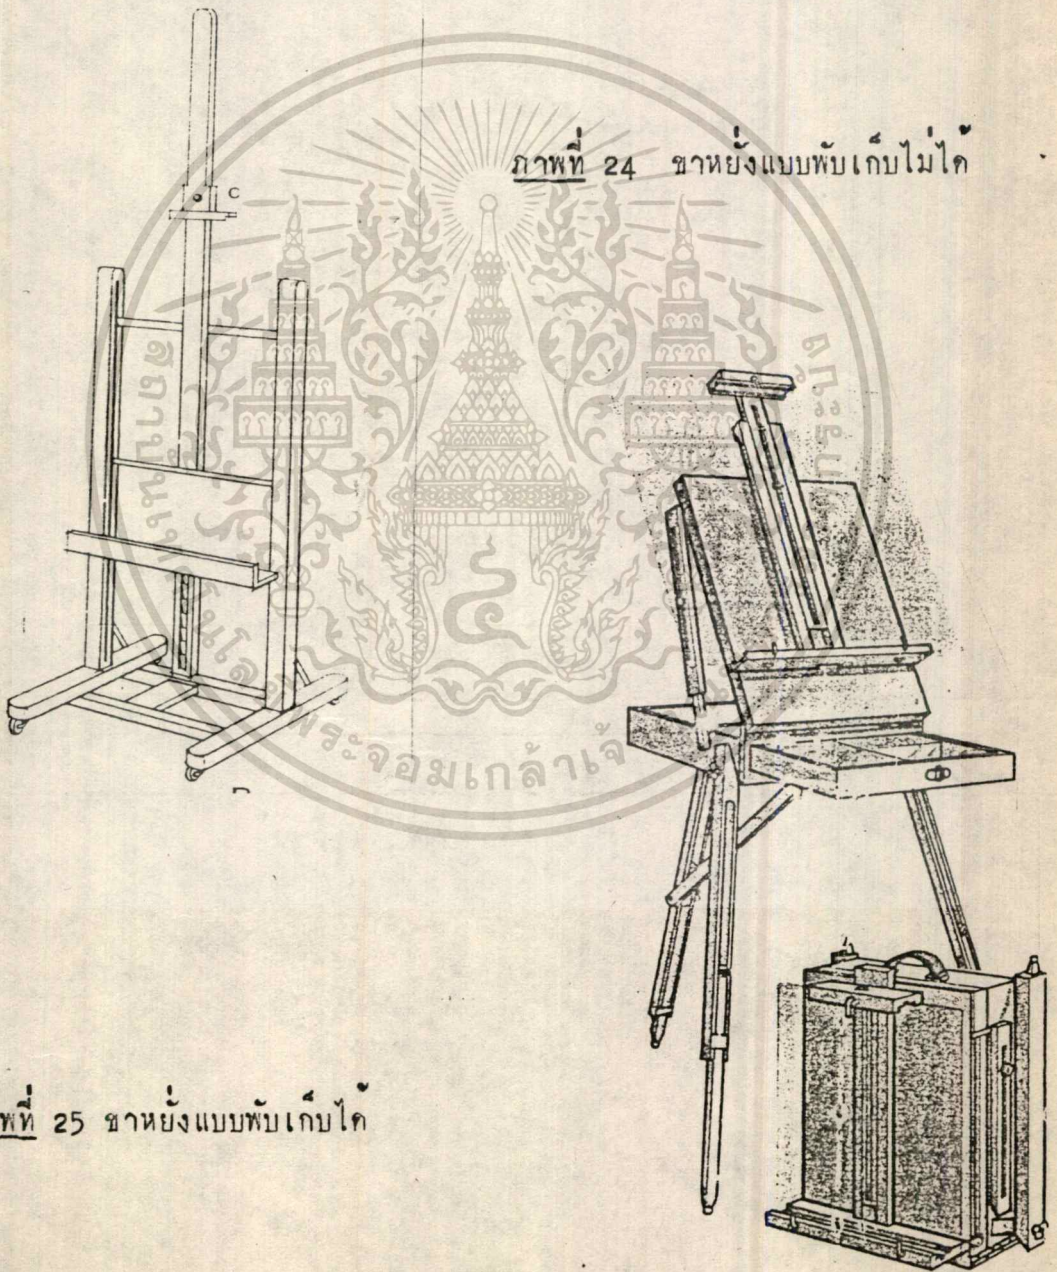 ภาพที่ 24 ขาหยั่งแบบพับเก็บไม่ได้
C
พที่ 25 ขาหยั่งแบบพับเก็บได้
พระจอมเกล้าเจ้